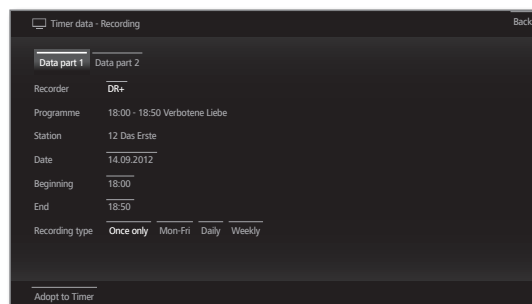 Timer data - Recording
Back
Data part 1 Data part 2
Recorder DR+
Programme 18:00 - 18:50 Verbotene Liebe
Station 12 Das Erste
Date 14.09.2012
Beginning 18:00
End 18:50
Recording type Once only Mon-Fri Daily Weekly
Adopt to Timer